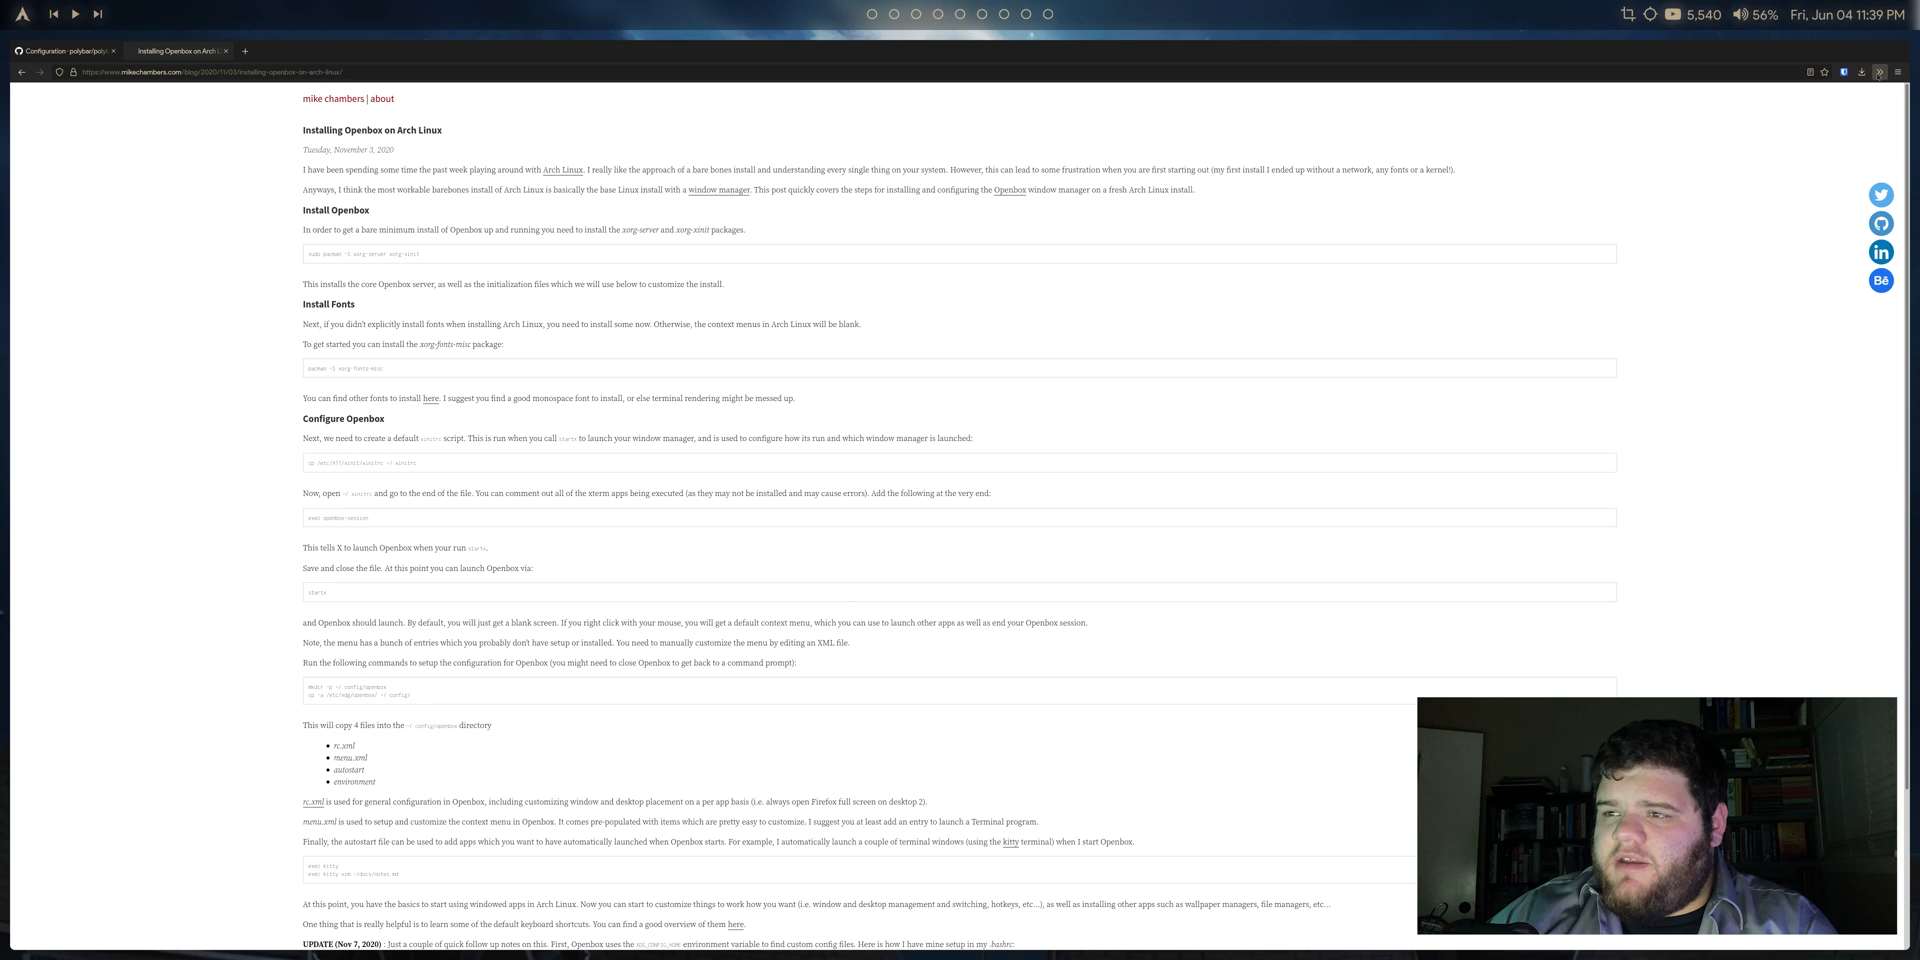 5,540
56%
Fri, Jun 04 11:39 PM
Configuration · polybar/polyb
Installing Openbox on Arch L
https://www.mikechambers.com/blog/2020/11/03/installing-openbox-on-arch-linux/
mike chambers | about
Installing Openbox on Arch Linux
Tuesday, November 3, 2020
I have been spending some time the past week playing around with Arch Linux. I really like the approach of a bare bones install and understanding every single thing on your system. However, this can lead to some frustration when you are first starting out (my first install I ended up without a network, any fonts or a kernel!).
Anyways, I think the most workable barebones install of Arch Linux is basically the base Linux install with a window manager. This post quickly covers the steps for installing and configuring the Openbox window manager on a fresh Arch Linux install.
Install Openbox
In order to get a bare minimum install of Openbox up and running you need to install the xorg-server and xorg-xinit packages.
sudo pacman -S xorg-server xorg-xinit
This installs the core Openbox server, as well as the initialization files which we will use below to customize the install.
Install Fonts
Next, if you didn't explicitly install fonts when installing Arch Linux, you need to install some now. Otherwise, the context menus in Arch Linux will be blank.
To get started you can install the xorg-fonts-misc package:
pacman -S xorg-fonts-misc
You can find other fonts to install here. I suggest you find a good monospace font to install, or else terminal rendering might be messed up.
Configure Openbox
Next, we need to create a default xinitrc script. This is run when you call startx to launch your window manager, and is used to configure how its run and which window manager is launched:
cp /etc/X11/xinit/xinitrc ~/.xinitrc
Now, open ~/.xinitrc and go to the end of the file. You can comment out all of the xterm apps being executed (as they may not be installed and may cause errors). Add the following at the very end:
exec openbox-session
This tells X to launch Openbox when your run startx.
Save and close the file. At this point you can launch Openbox via:
startx
and Openbox should launch. By default, you will just get a blank screen. If you right click with your mouse, you will get a default context menu, which you can use to launch other apps as well as end your Openbox session.
Note, the menu has a bunch of entries which you probably don't have setup or installed. You need to manually customize the menu by editing an XML file.
Run the following commands to setup the configuration for Openbox (you might need to close Openbox to get back to a command prompt):
mkdir -p ~/.config/openbox
cp -a /etc/xdg/openbox/ ~/.config/
This will copy 4 files into the ~/.config/openbox directory
rc.xml
menu.xml
autostart
environment
rc.xml is used for general configuration in Openbox, including customizing window and desktop placement on a per app basis (i.e. always open Firefox full screen on desktop 2).
menu.xml is used to setup and customize the context menu in Openbox. It comes pre-populated with items which are pretty easy to customize. I suggest you at least add an entry to launch a Terminal program.
Finally, the autostart file can be used to add apps which you want to have automatically launched when Openbox starts. For example, I automatically launch a couple of terminal windows (using the kitty terminal) when I start Openbox.
exec kitty
exec kitty vim ~/docs/notes.md
At this point, you have the basics to start using windowed apps in Arch Linux. Now you can start to customize things to work how you want (i.e. window and desktop management and switching, hotkeys, etc...), as well as installing other apps such as wallpaper managers, file managers, etc...
One thing that is really helpful is to learn some of the default keyboard shortcuts. You can find a good overview of them here.
UPDATE (Nov 7, 2020) : Just a couple of quick follow up notes on this. First, Openbox uses the XDG_CONFIG_HOME environment variable to find custom config files. Here is how I have mine setup in my .bashrc:
in
Bē